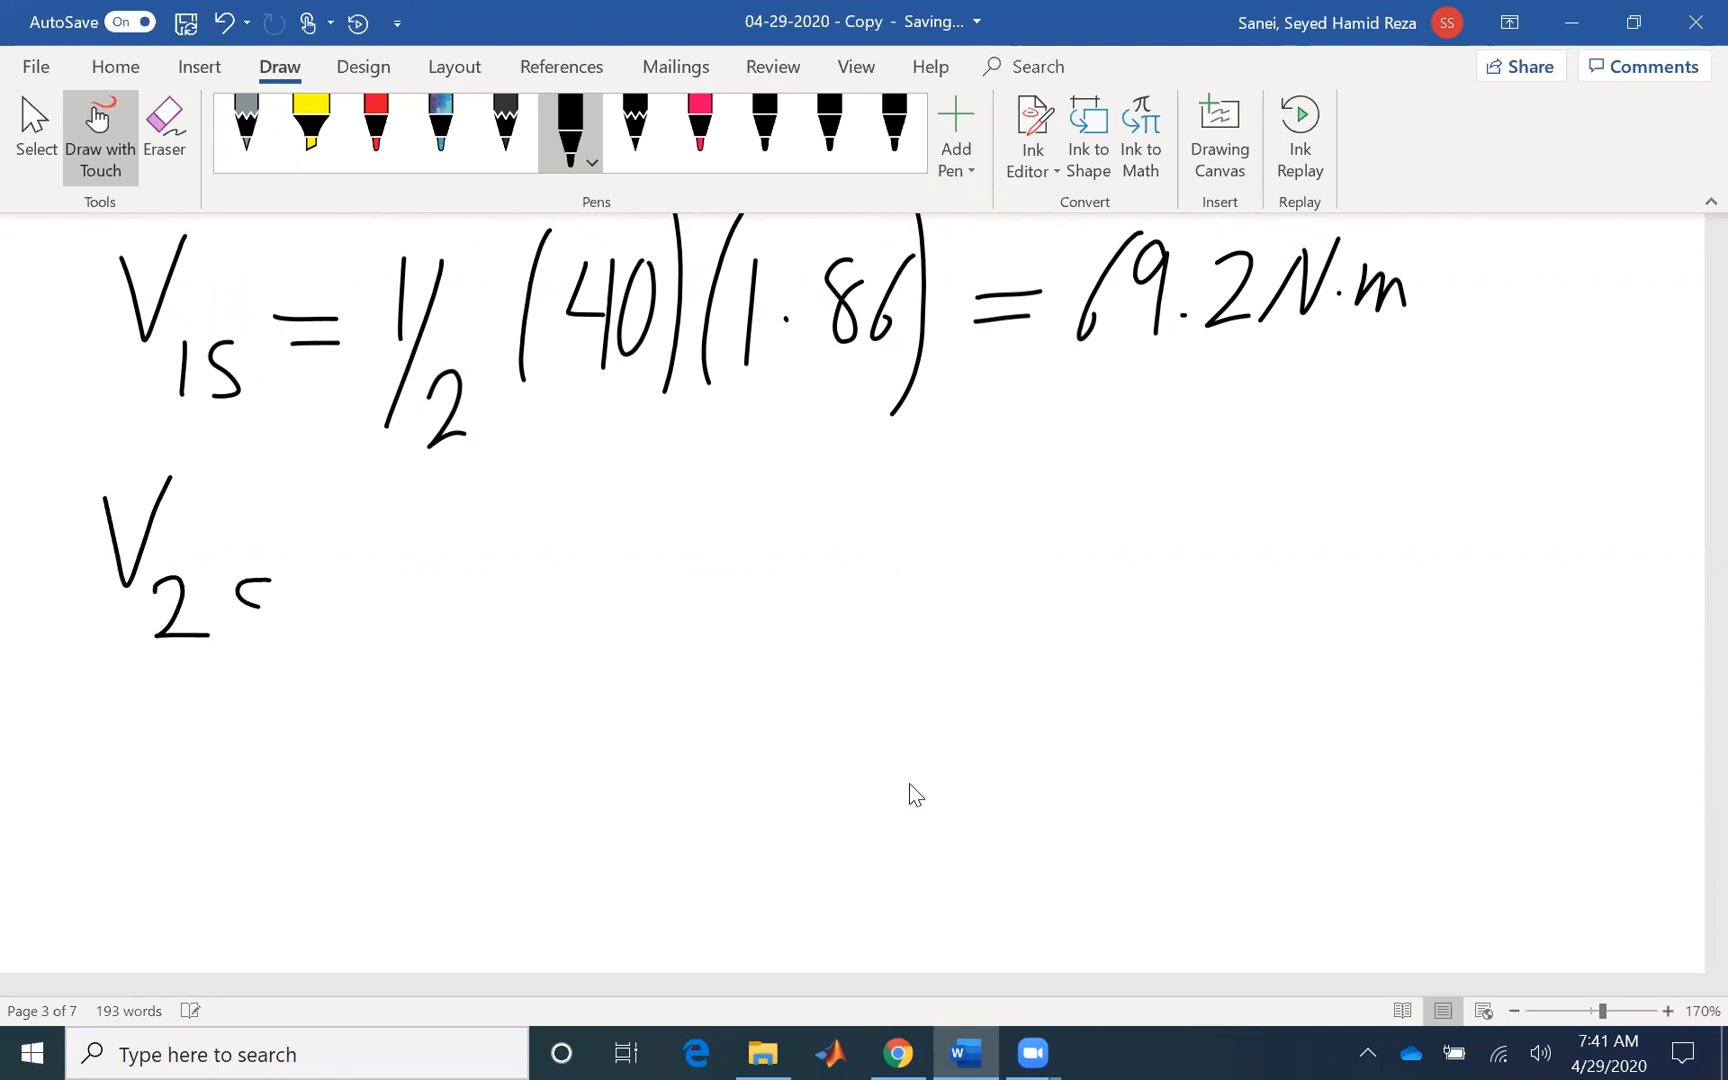 AutoSave On 04-29-2020 - Copy - Saving... Sanei, Seyed Hamid Reza SS
File Home Insert Draw Design Layout References Mailings Review View Help Search Share Comments
Select Draw with Touch Eraser Add Pen Ink Editor Ink to Shape Ink to Math Drawing Canvas Ink Replay
Tools Pens Convert Insert Replay
V1S = 1/2 (40)(1.86) = 69.2 N.m
V2
Page 3 of 7 193 words 170%
Type here to search 7:41 AM
4/29/2020